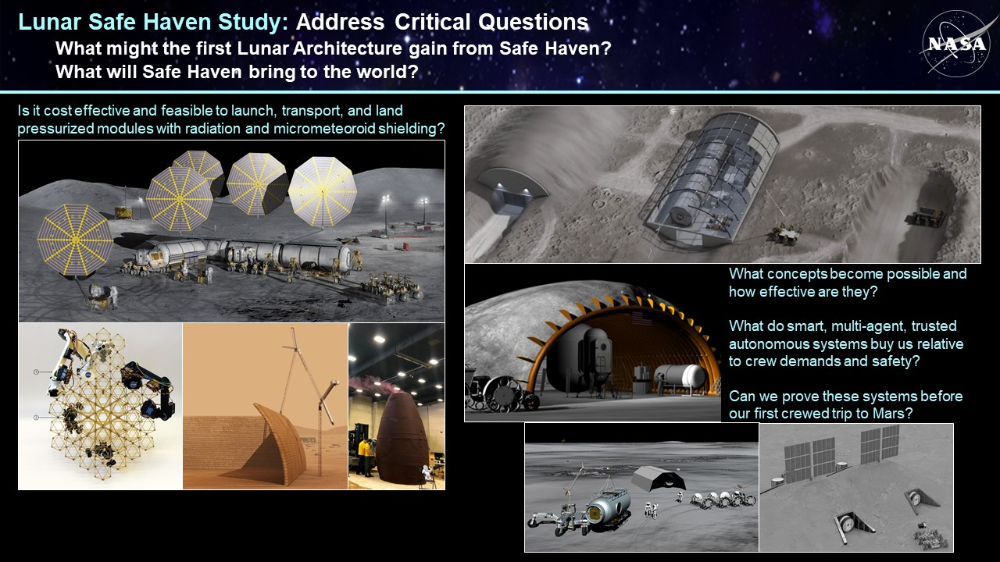 Lunar Safe Haven Study: Address Critical Questions
What might the first Lunar Architecture gain from Safe Haven?
What will Safe Haven bring to the world?
NASA
Is it cost effective and feasible to launch, transport, and land
pressurized modules with radiation and micrometeoroid shielding?
What concepts become possible and
how effective are they?
What do smart, multi-agent, trusted
autonomous systems buy us relative
to crew demands and safety?
Can we prove these systems before
our first crewed trip to Mars?
1
2